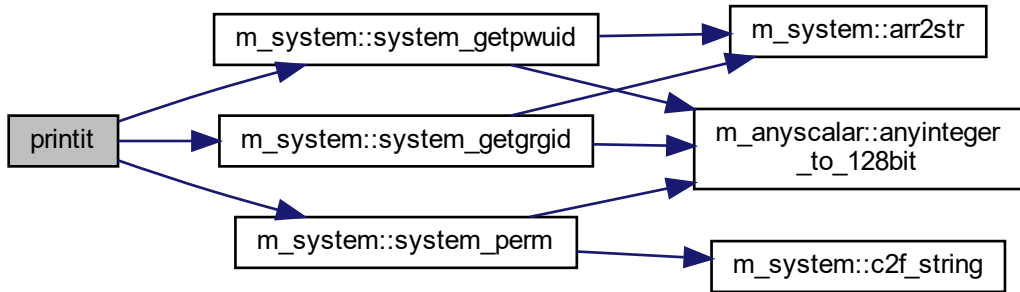 printit
m_system::system_getpwuid
m_system::system_getgrgid
m_system::system_perm
m_system::arr2str
m_anyscalar::anyinteger
_to_128bit
m_system::c2f_string